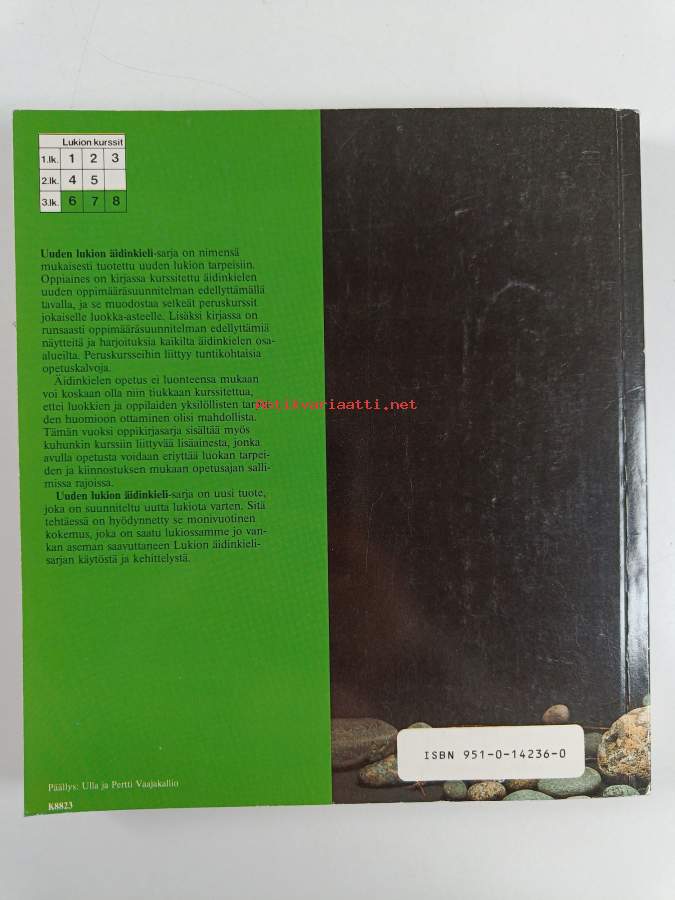 Lukion kurssit
1.lk. 1 2 3
2.lk. 4 5
3.lk. 6 7 8
Uuden lukion äidinkieli-sarja on nimensä
mukaisesti tuotettu uuden lukion tarpeisiin.
Oppiaines on kirjassa kurssitettu äidinkielen
uuden oppimääräsuunnitelman edellyttämällä
tavalla, ja se muodostaa selkeät peruskurssit
jokaiselle luokka-asteelle. Lisäksi kirjassa on
runsaasti oppimääräsuunnitelman edellyttämiä
näytteitä ja harjoituksia kaikilta äidinkielen osa-
alueilta. Peruskursseihin liittyy tuntikohtaisia
opetuskalvoja.
Äidinkielen opetus ei luonteensa mukaan
voi koskaan olla niin tiukkaan kurssitettua,
ettei luokkien ja oppilaiden yksilöllisten tarpei-
den huomioon ottaminen olisi mahdollista.
Tämän vuoksi oppikirjasarja sisältää myös
kuhunkin kurssiin liittyvää lisäainesta, jonka
avulla opetusta voidaan eriyttää luokan tarpei-
den ja kiinnostuksen mukaan opetusajan salli-
missa rajoissa.
Uuden lukion äidinkieli-sarja on uusi tuote,
joka on suunniteltu uutta lukiota varten. Sitä
tehtäessä on hyödynnetty se monivuotinen
kokemus, joka on saatu lukiossamme jo van-
kan aseman saavuttaneen Lukion äidinkieli-
sarjan käytöstä ja kehittelystä.
Antikvariaatti.net
Päällys: Ulla ja Pertti Vaajakallio
K8823
ISBN 951-0-14236-0